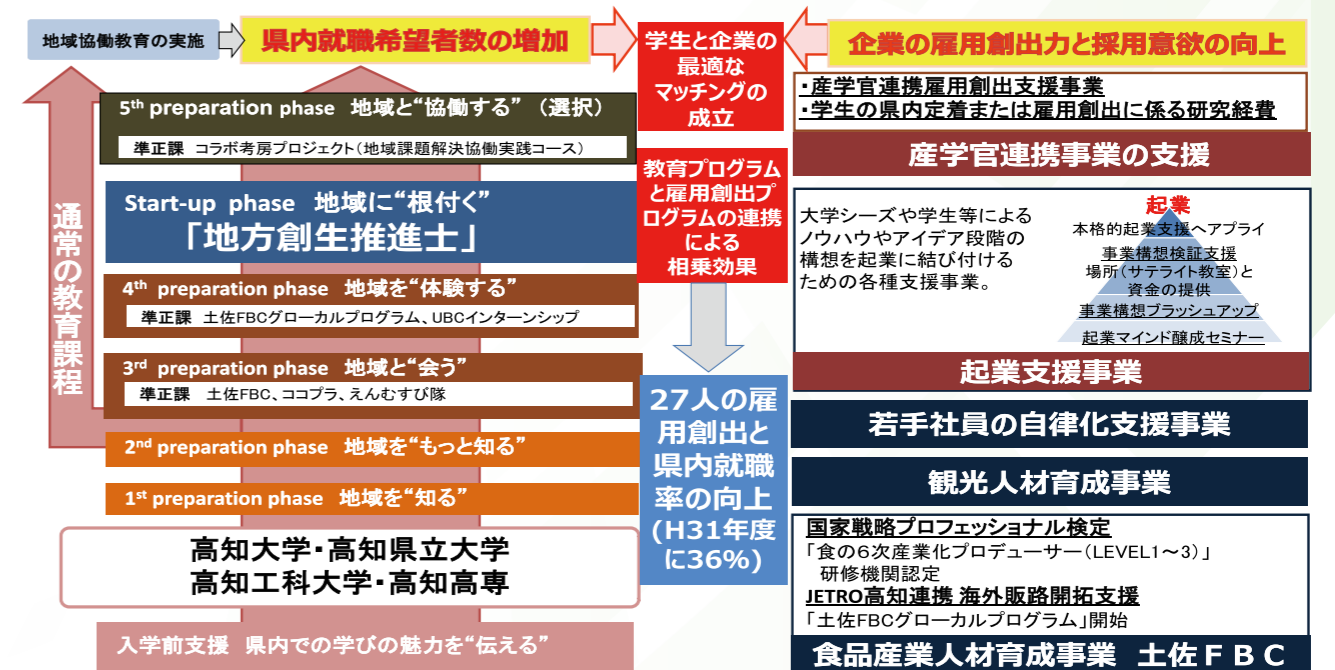 地域協働教育の実施
県内就職希望者数の増加
通常の教育課程
5th preparation phase 地域と“協働する” （選択）
準正課 コラボ考房プロジェクト（地域課題解決協働実践コース）
Start-up phase 地域に“根付く”
「地方創生推進士」
4th preparation phase 地域を“体験する”
準正課 土佐FBCグローカルプログラム、UBCインターンシップ
3rd preparation phase 地域と“会う”
準正課 土佐FBC、ココプラ、えんむすび隊
2nd preparation phase 地域を“もっと知る”
1st preparation phase 地域を“知る”
高知大学・高知県立大学
高知工科大学・高知高専
入学前支援 県内での学びの魅力を“伝える”
学生と企業の
最適な
マッチングの
成立
教育プログラム
と雇用創出プ
ログラムの連携
による
相乗効果
27人の雇
用創出と
県内就職
率の向上
(H31年度
に36%)
企業の雇用創出力と採用意欲の向上
・産学官連携雇用創出支援事業
・学生の県内定着または雇用創出に係る研究経費
産学官連携事業の支援
大学シーズや学生等による
ノウハウやアイデア段階の
構想を起業に結び付ける
ための各種支援事業。
起業
本格的起業支援へアプライ
事業構想検証支援
場所（サテライト教室）と
資金の提供
事業構想ブラッシュアップ
起業マインド醸成セミナー
起業支援事業
若手社員の自律化支援事業
観光人材育成事業
国家戦略プロフェッショナル検定
「食の６次産業化プロデューサー（LEVEL1～3）」
研修機関認定
JETRO高知連携 海外販路開拓支援
「土佐FBCグローカルプログラム」開始
食品産業人材育成事業 土佐ＦＢＣ